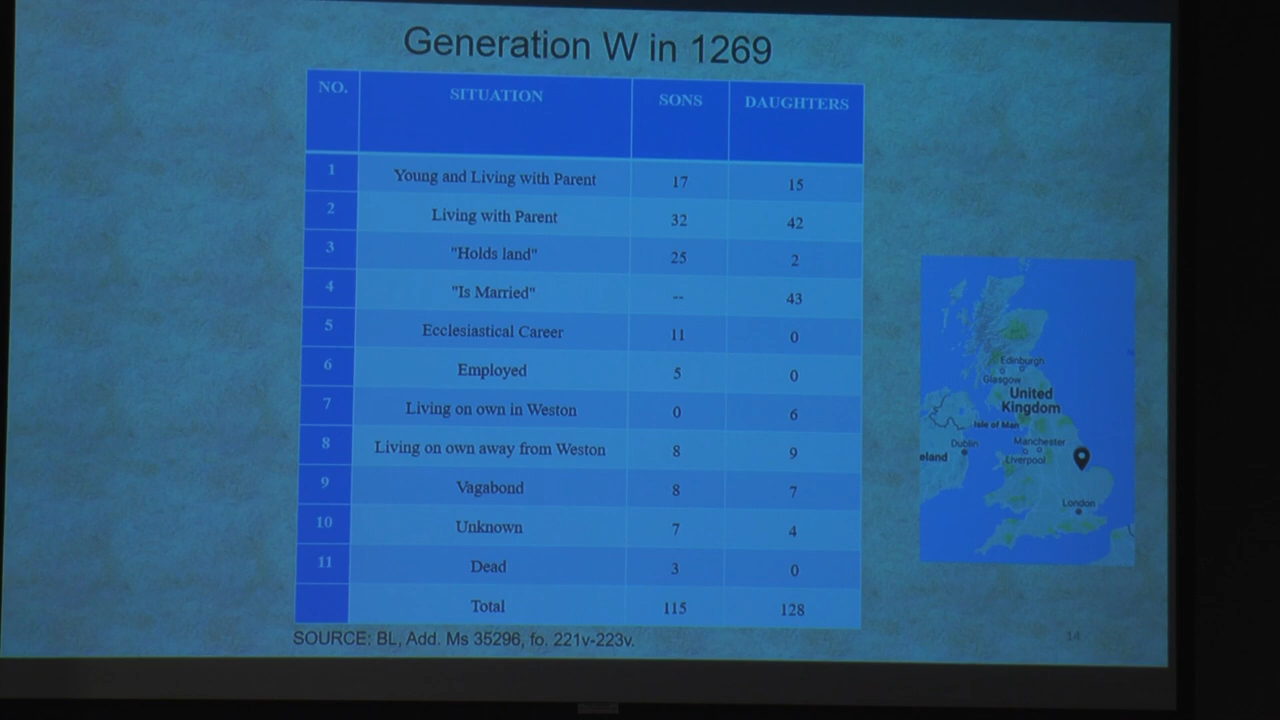 Generation W in 1269
NO. SITUATION SONS DAUGHTERS
1 Young and Living with Parent 17 15
2 Living with Parent 32 42
3 "Holds land" 25 2
4 "Is Married" -- 43
5 Ecclesiastical Career 11 0
6 Employed 5 0
7 Living on own in Weston 0 6
8 Living on own away from Weston 8 9
9 Vagabond 8 7
10 Unknown 7 4
11 Dead 3 0
Total 115 128
SOURCE: BL, Add. Ms 35296, fo. 221v-223v.
14
Edinburgh
Glasgow
United
Kingdom
Isle of Man
Dublin
Manchester
eland
Liverpool
London